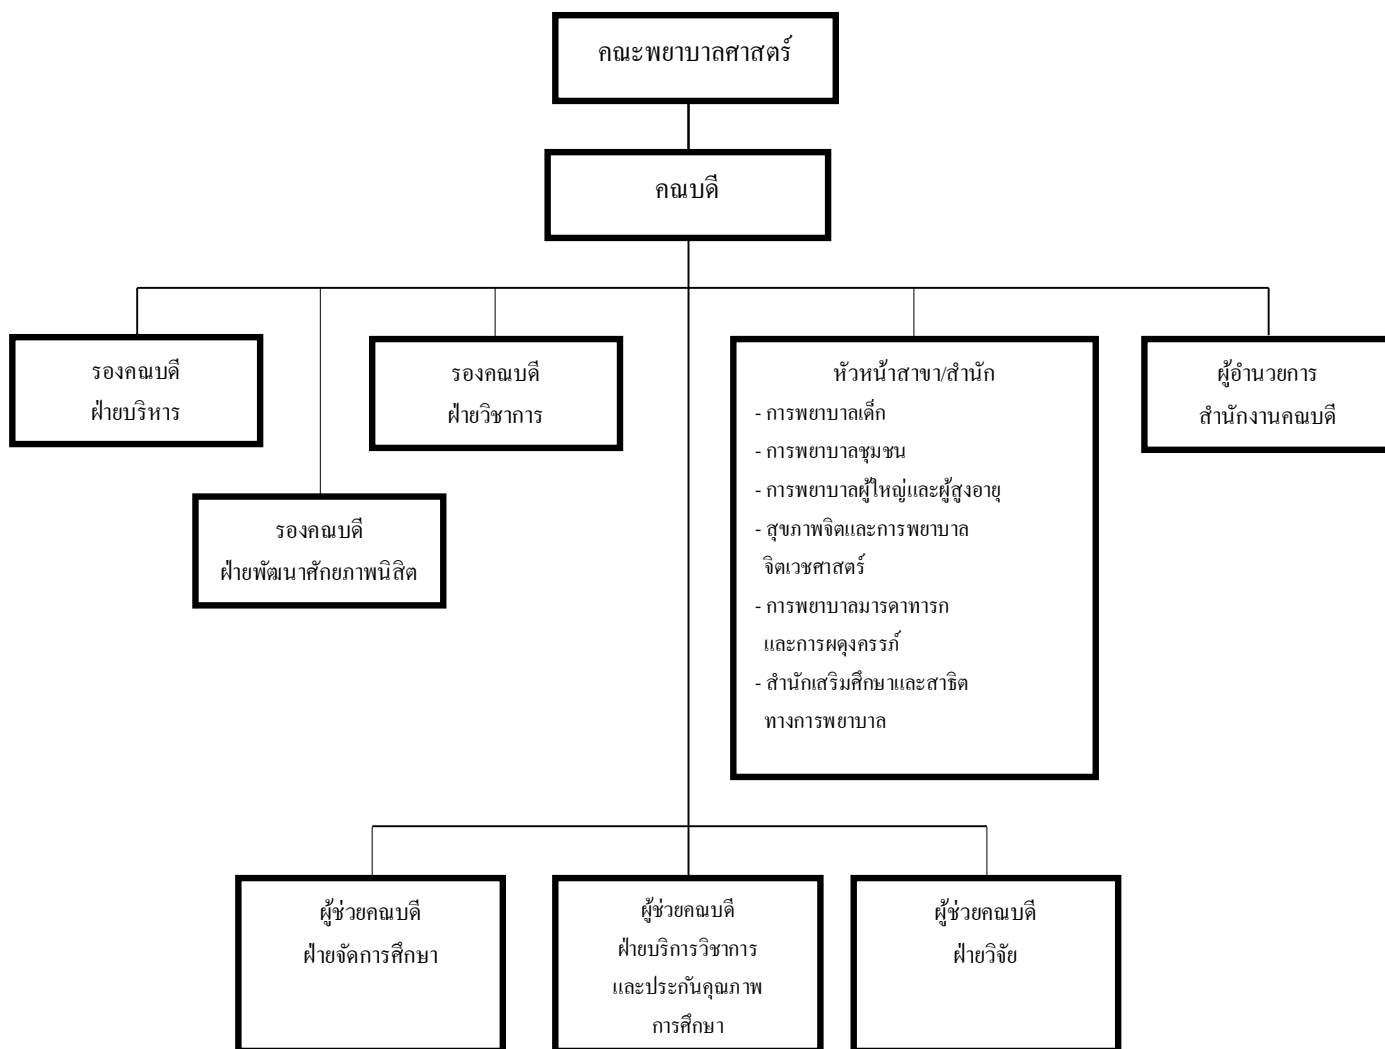 คณะพยาบาลศาสตร์
คณบดี
รองคณบดี
ฝ่ายบริหาร
รองคณบดี
ฝ่ายวิชาการ
หัวหน้าสาขา/สำนัก
- การพยาบาลเด็ก
- การพยาบาลชุมชน
- การพยาบาลผู้ใหญ่และผู้สูงอายุ
- สุขภาพจิตและการพยาบาล
จิตเวชศาสตร์
- การพยาบาลมารดาทารก
และการผดุงครรภ์
- สำนักเสริมศึกษาและสาธิต
ทางการพยาบาล
ผู้อำนวยการ
สำนักงานคณบดี
รองคณบดี
ฝ่ายพัฒนาศักยภาพนิสิต
ผู้ช่วยคณบดี
ฝ่ายจัดการศึกษา
ผู้ช่วยคณบดี
ฝ่ายบริการวิชาการ
และประกันคุณภาพ
การศึกษา
ผู้ช่วยคณบดี
ฝ่ายวิจัย